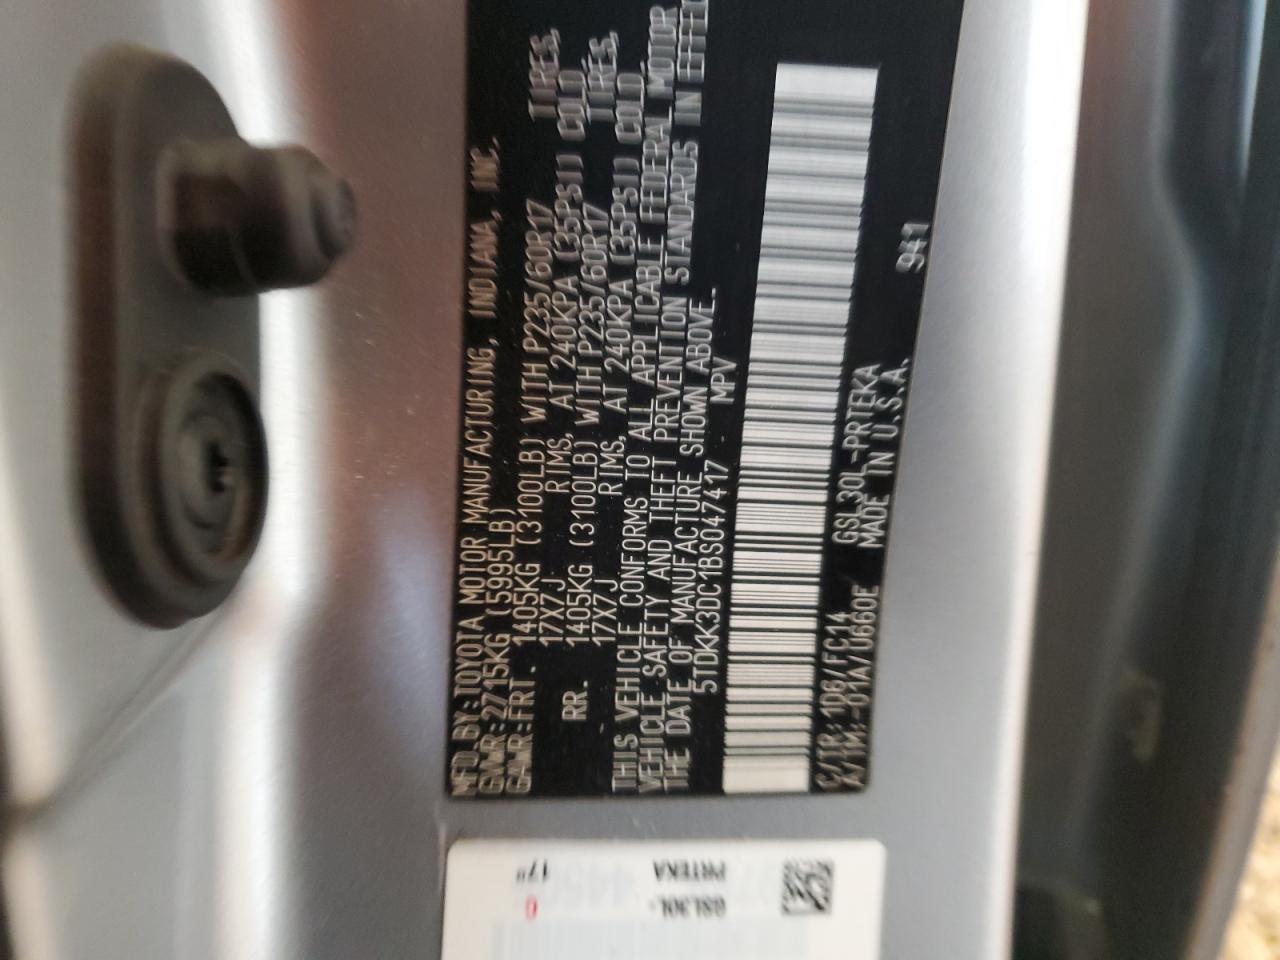 MFD.BY:TOYOTA MOTOR MANUFACTURING, INDIANA, INC.
GVWR:2715KG(5995LB)
GAWR:FRT. 1405KG (3100LB) WITH P235/60R17 TIRES,
17X7J RIMS, AT 240KPA (35PSI) COLD
RR. 1405KG (3100LB) WITH P235/60R17 TIRES,
17X7J RIMS, AT 240KPA (35PSI) COLD
THIS VEHICLE CONFORMS TO ALL APPLICABLE FEDERAL MOTOR
VEHICLE SAFETY AND THEFT PREVENTION STANDARDS IN EFFECT
THE DATE OF MANUFACTURE SHOWN ABOVE.
5TDKK3DC1BS047417 MPV
C/TR:1D6/FC14 GSL30L-PRTEKA 941
A/TM:-01A/U660E MADE IN U.S.A.
GSL30L-
PRTEKA
C
17"